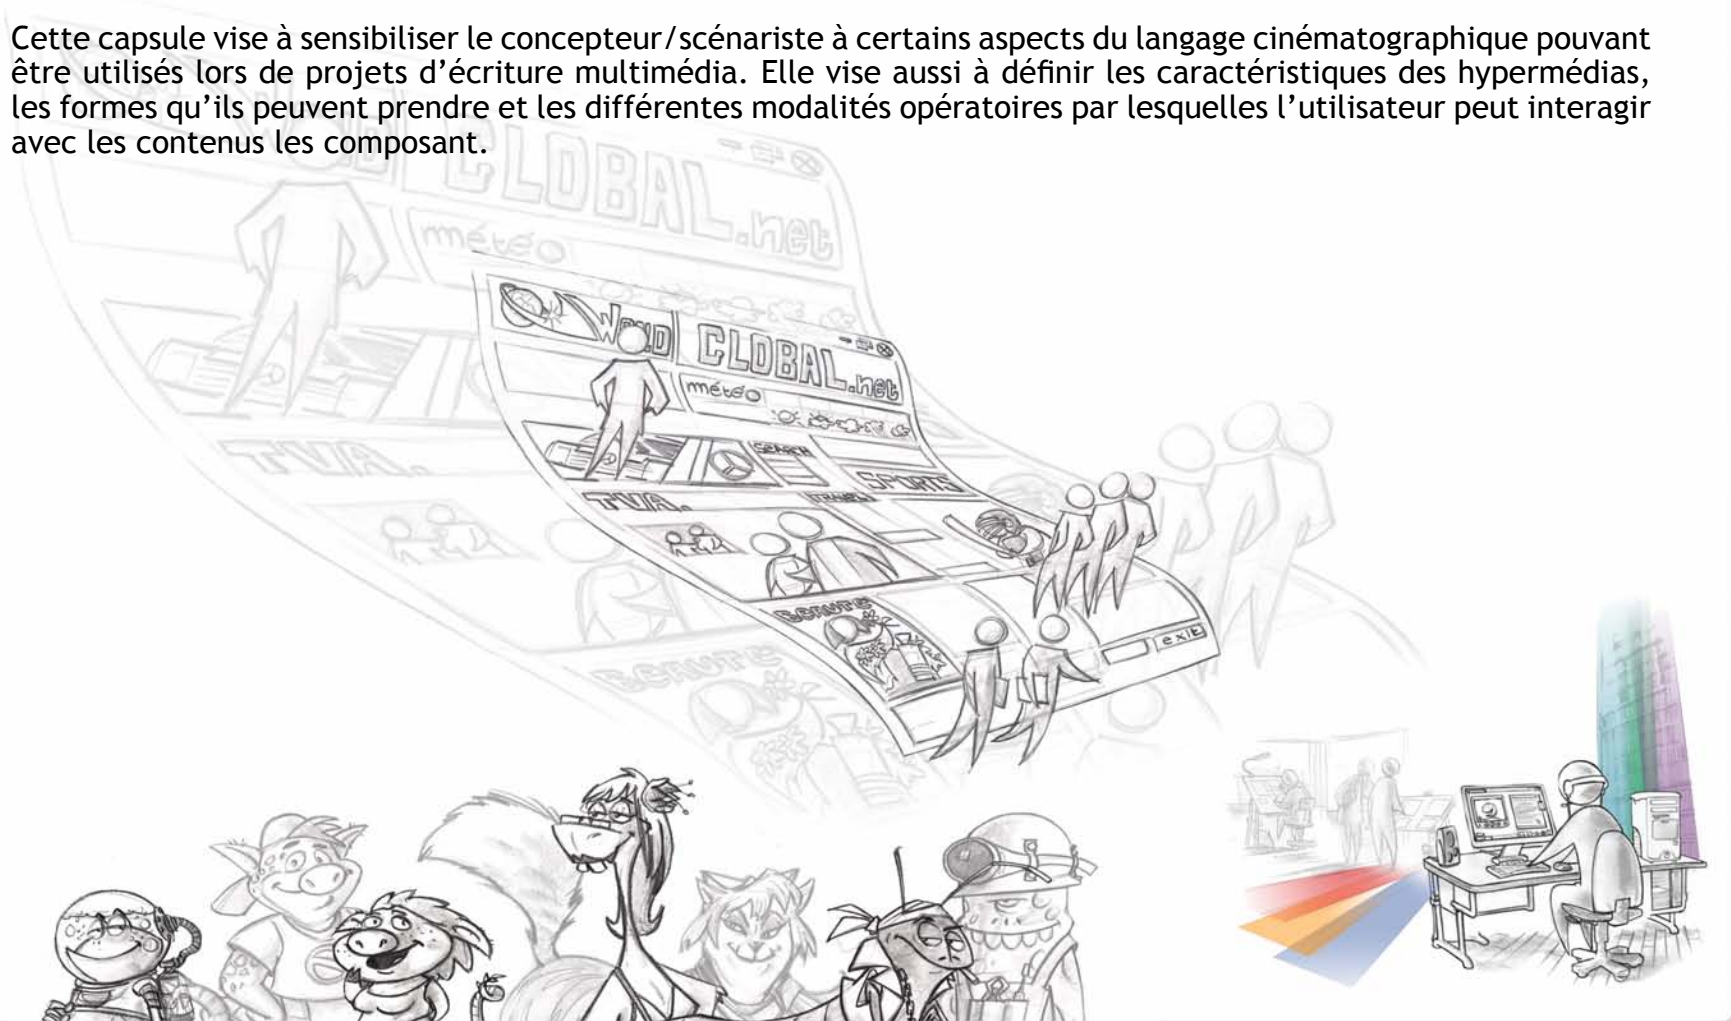 Cette capsule vise à sensibiliser le concepteur/scénariste à certains aspects du langage cinématographique pouvant
être utilisés lors de projets d’écriture multimédia. Elle vise aussi à définir les caractéristiques des hypermédias,
les formes qu’ils peuvent prendre et les différentes modalités opératoires par lesquelles l’utilisateur peut interagir
avec les contenus les composant.
GLOBAL.net
météo
GLOBAL.net
météo
SEARCH
SPORTS
TVA.
TVA.
TRAVEL
BEAUTE
exit
BEAUTE